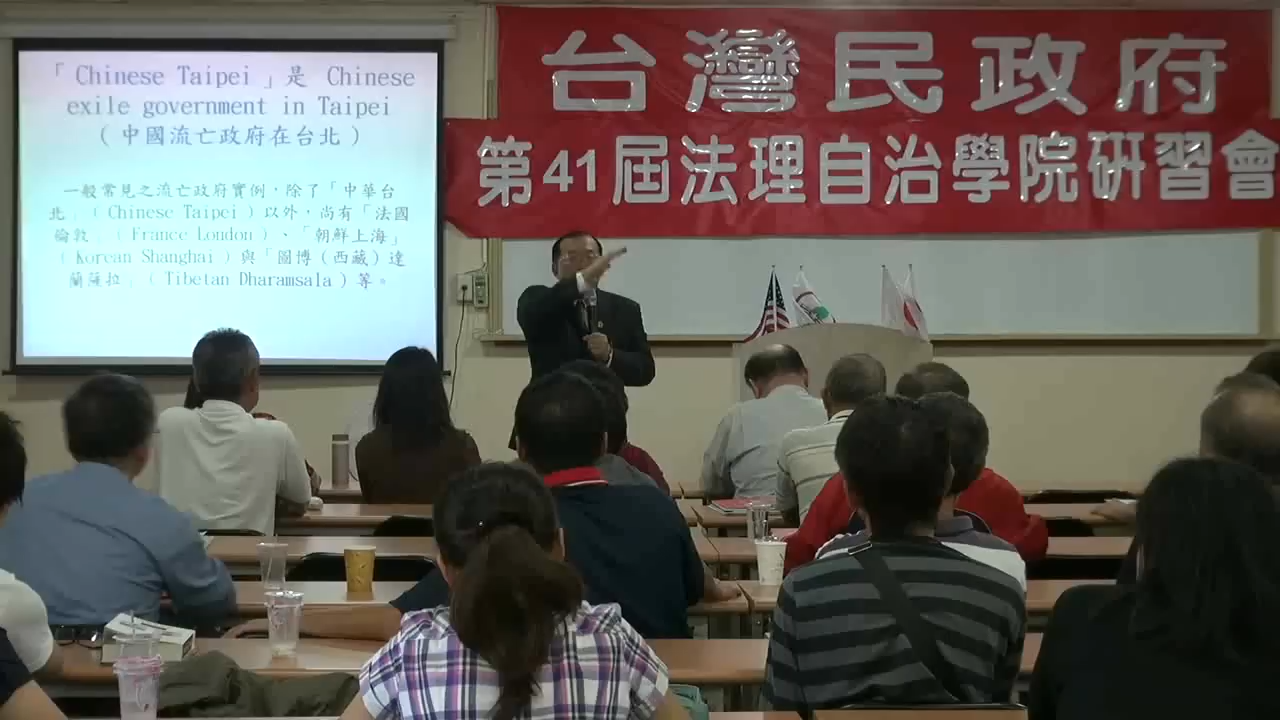 「Chinese Taipei」是 Chinese
exile government in Taipei
(中國流亡政府在台北)
一般常見之流亡政府實例,除了「中華台
北」(Chinese Taipei)以外,尚有「法國
倫敦」(France London)、「朝鮮上海」
(Korean Shanghai)與「圖博(西藏)達
蘭薩拉」(Tibetan Dharamsala)等。
台灣民政府
第41屆法理自治學院研習會